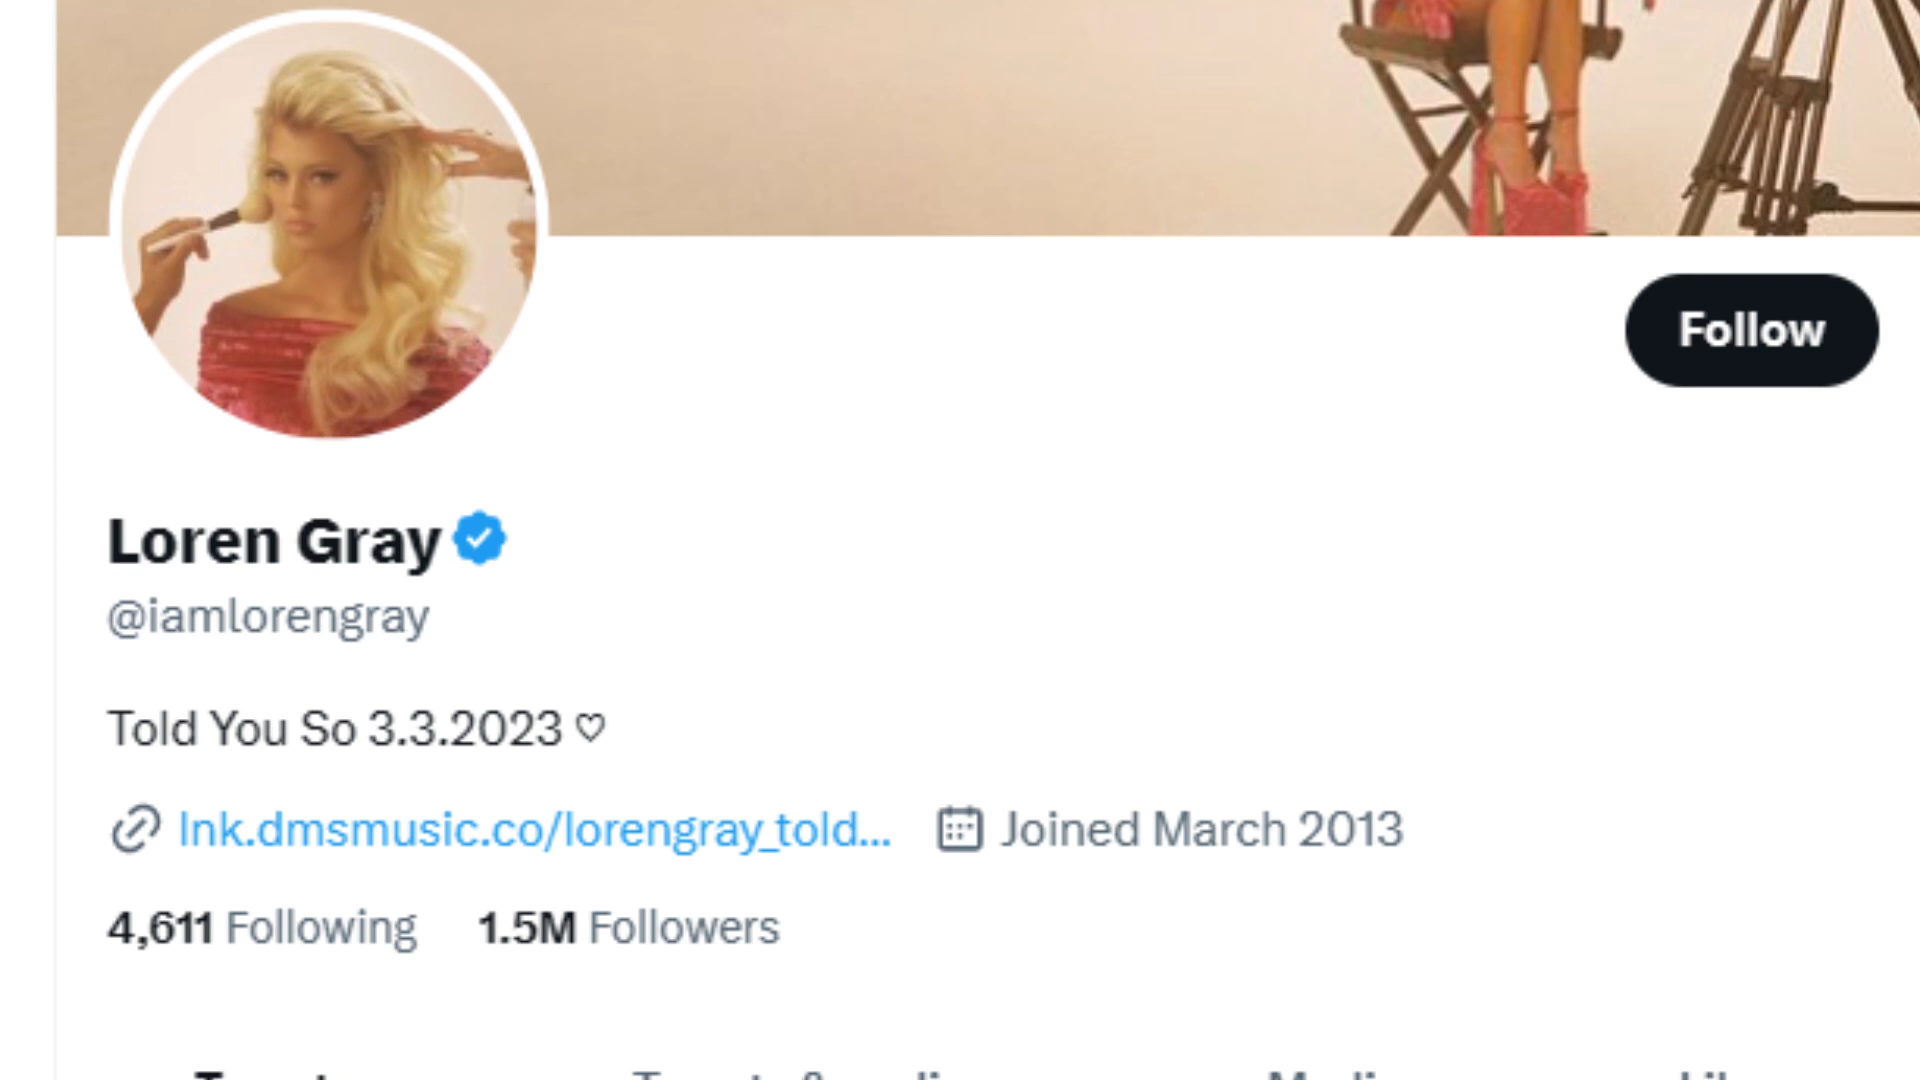 Follow
Loren Gray
@iamlorengray
Told You So 3.3.2023 ♡
lnk.dmsmusic.co/lorengray_told... Joined March 2013
4,611 Following 1.5M Followers